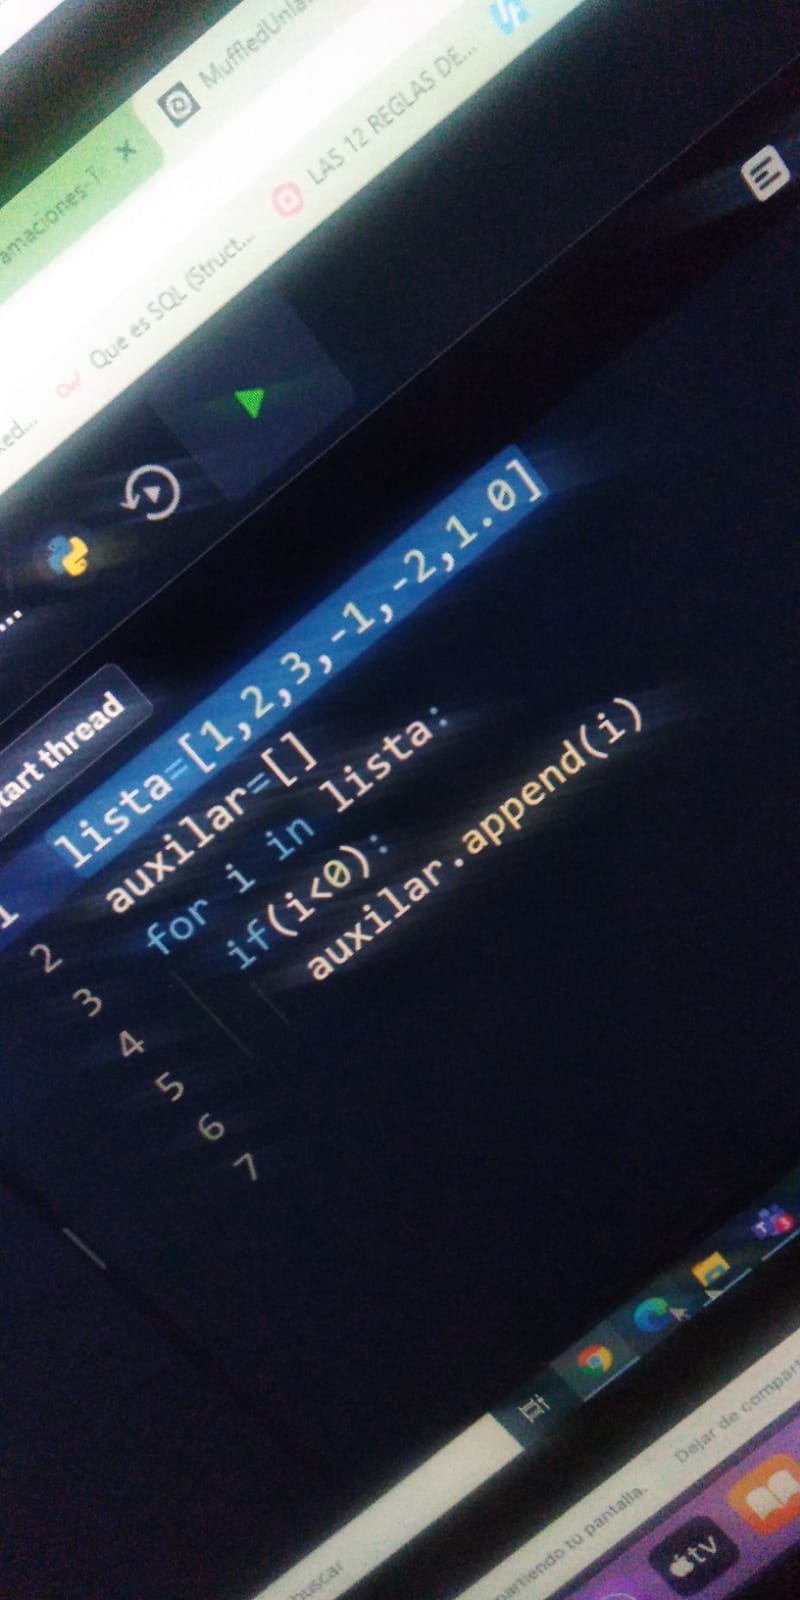 MuffledUnla
amaciones-T
LAS 12 REGLAS DE...
Que es SQL (Struct...
ked...
...
tart thread
1 lista=[1,2,3,-1,-2,1.0]
2 auxilar=[]
3 for i in lista:
4 if(i<0):
5 auxilar.append(i)
6
7
T
3
Dejar de compart
partiendo tu pantalla.
buscar
tv